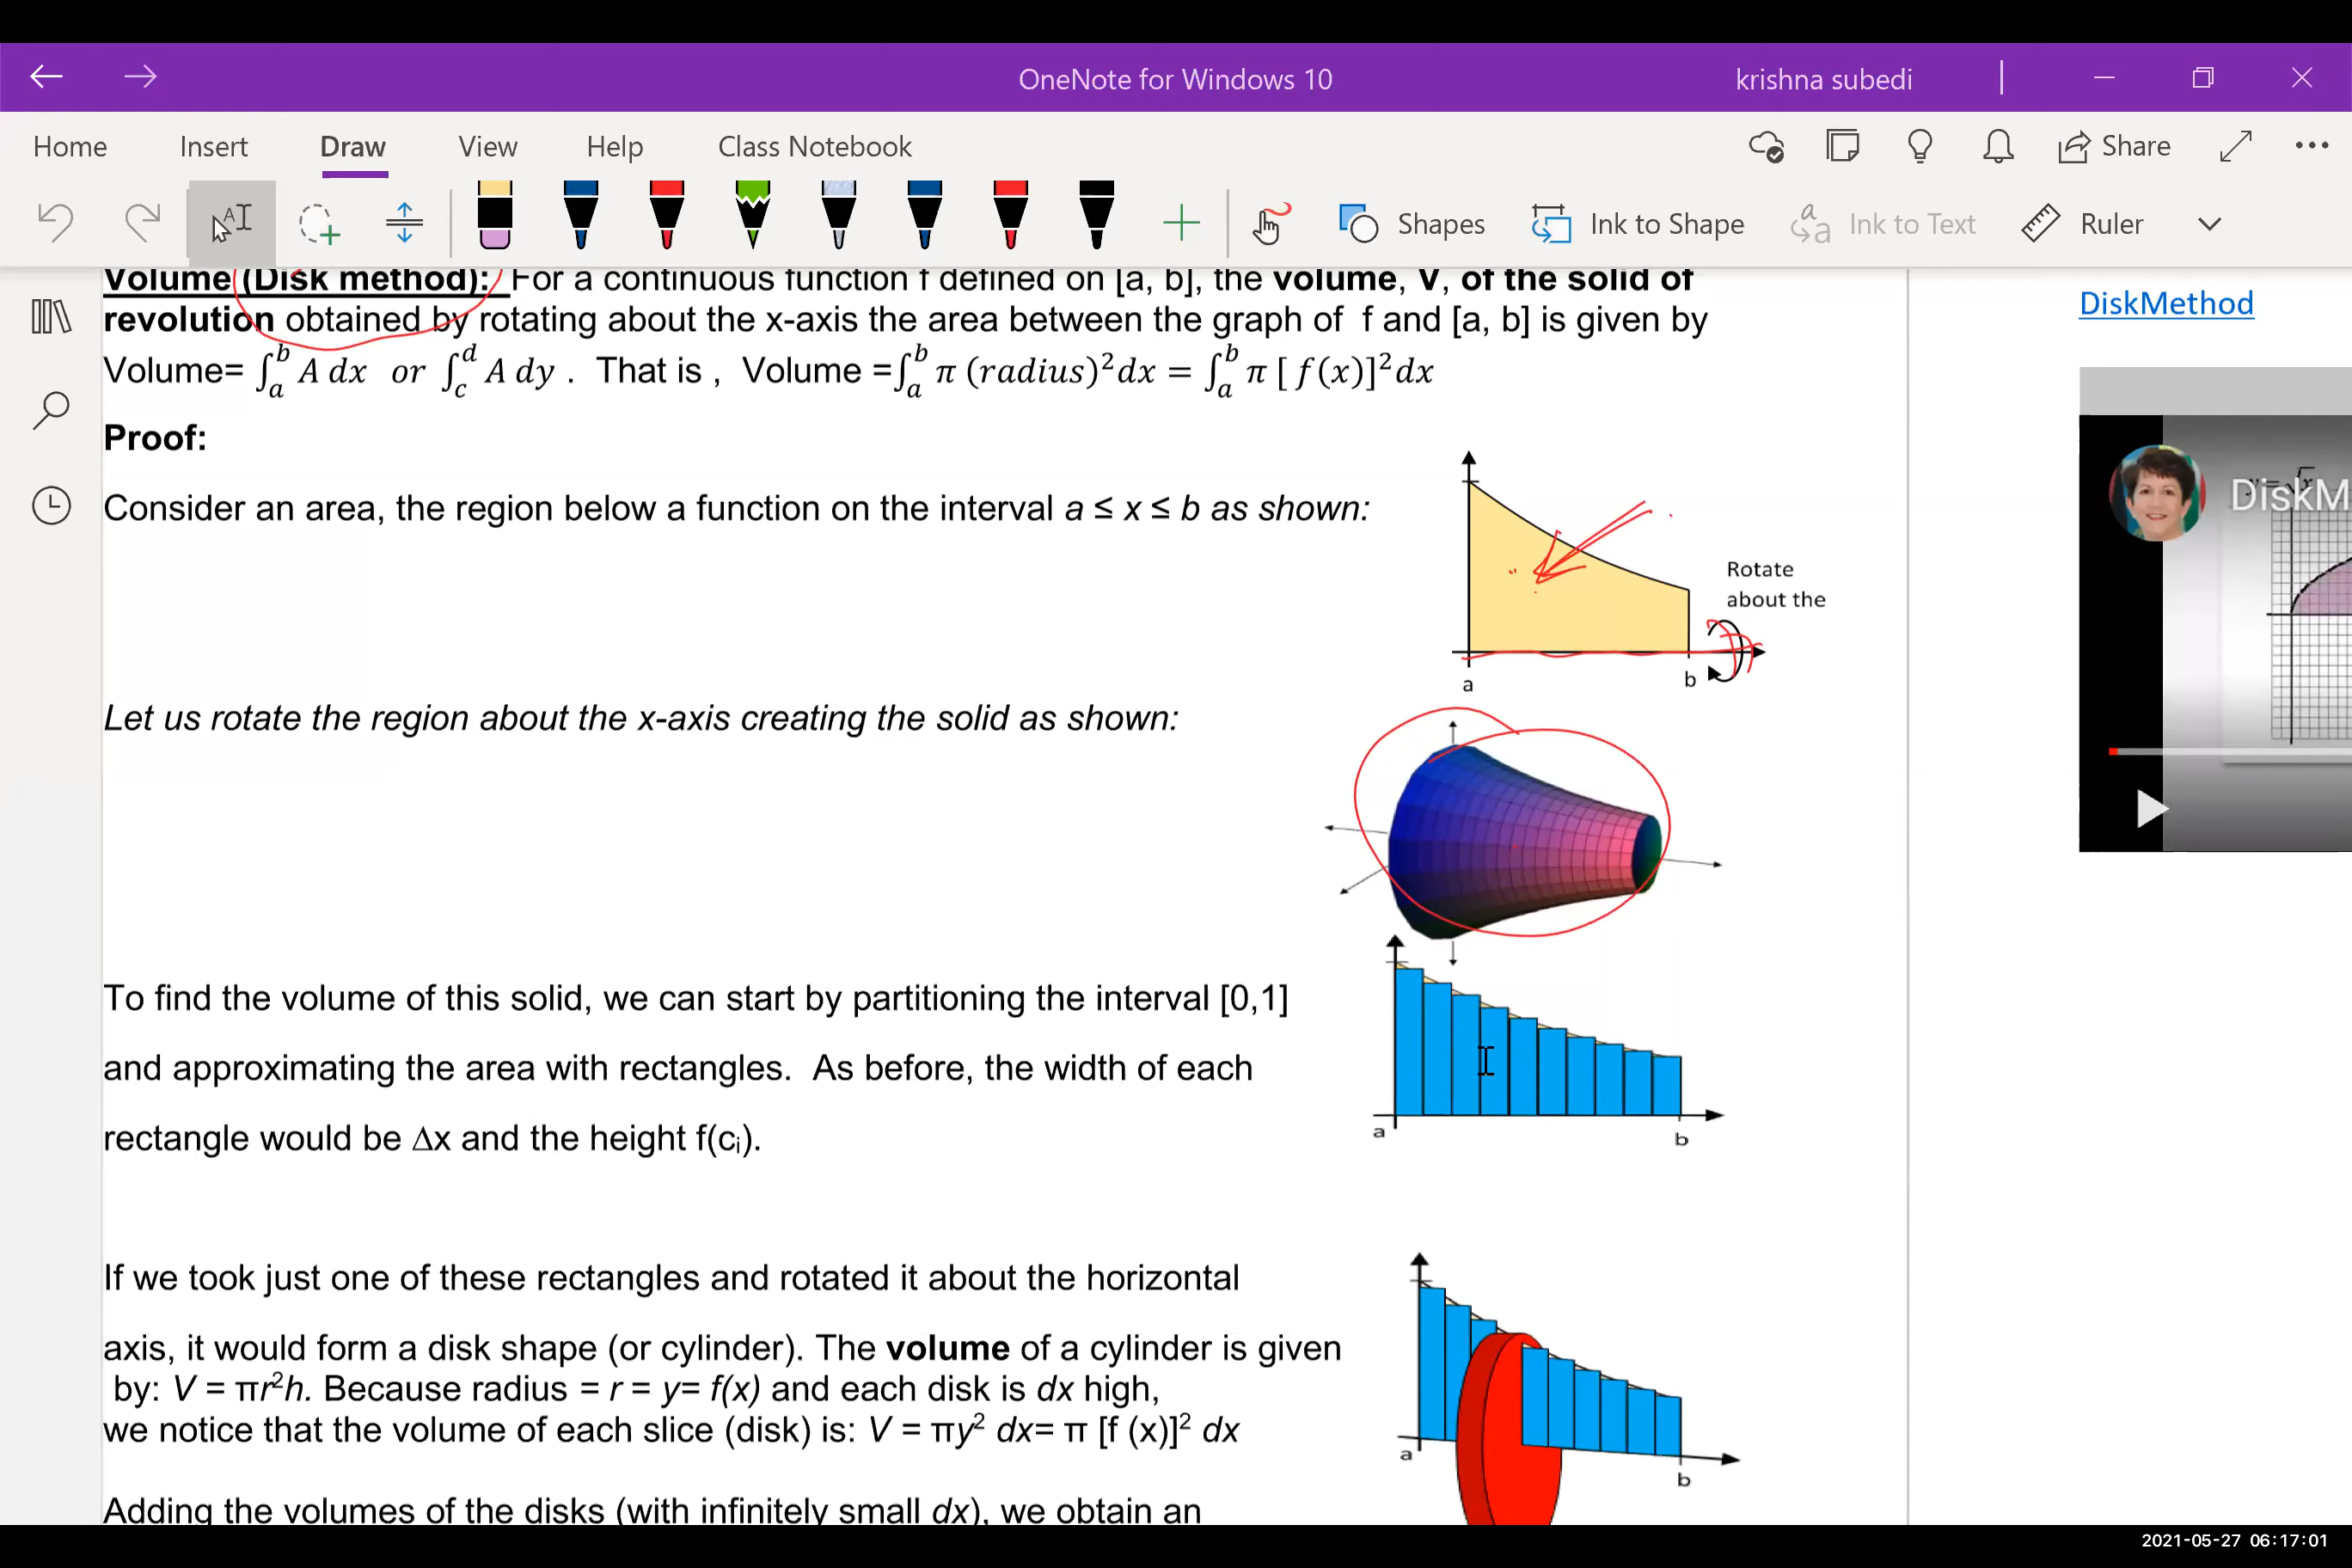 OneNote for Windows 10
krishna subedi
Home Insert Draw View Help Class Notebook Share
Shapes Ink to Shape Ink to Text Ruler
Volume (Disk method): For a continuous function f defined on [a, b], the volume, V, of the solid of
revolution obtained by rotating about the x-axis the area between the graph of f and [a, b] is given by
Volume= ∫ₐᵇ A dx or ∫_c^d A dy . That is , Volume =∫ₐᵇ π (radius)² dx = ∫ₐᵇ π [ f(x)]² dx
Proof:
Consider an area, the region below a function on the interval a ≤ x ≤ b as shown:
Rotate
about the
a b
Let us rotate the region about the x-axis creating the solid as shown:
To find the volume of this solid, we can start by partitioning the interval [0,1]
and approximating the area with rectangles. As before, the width of each
rectangle would be Δx and the height f(cᵢ).
a b
If we took just one of these rectangles and rotated it about the horizontal
axis, it would form a disk shape (or cylinder). The volume of a cylinder is given
by: V = πr²h. Because radius = r = y= f(x) and each disk is dx high,
we notice that the volume of each slice (disk) is: V = πy² dx= π [f (x)]² dx
a b
Adding the volumes of the disks (with infinitely small dx), we obtain an
DiskMethod
DiskM
2021-05-27 06:17:01